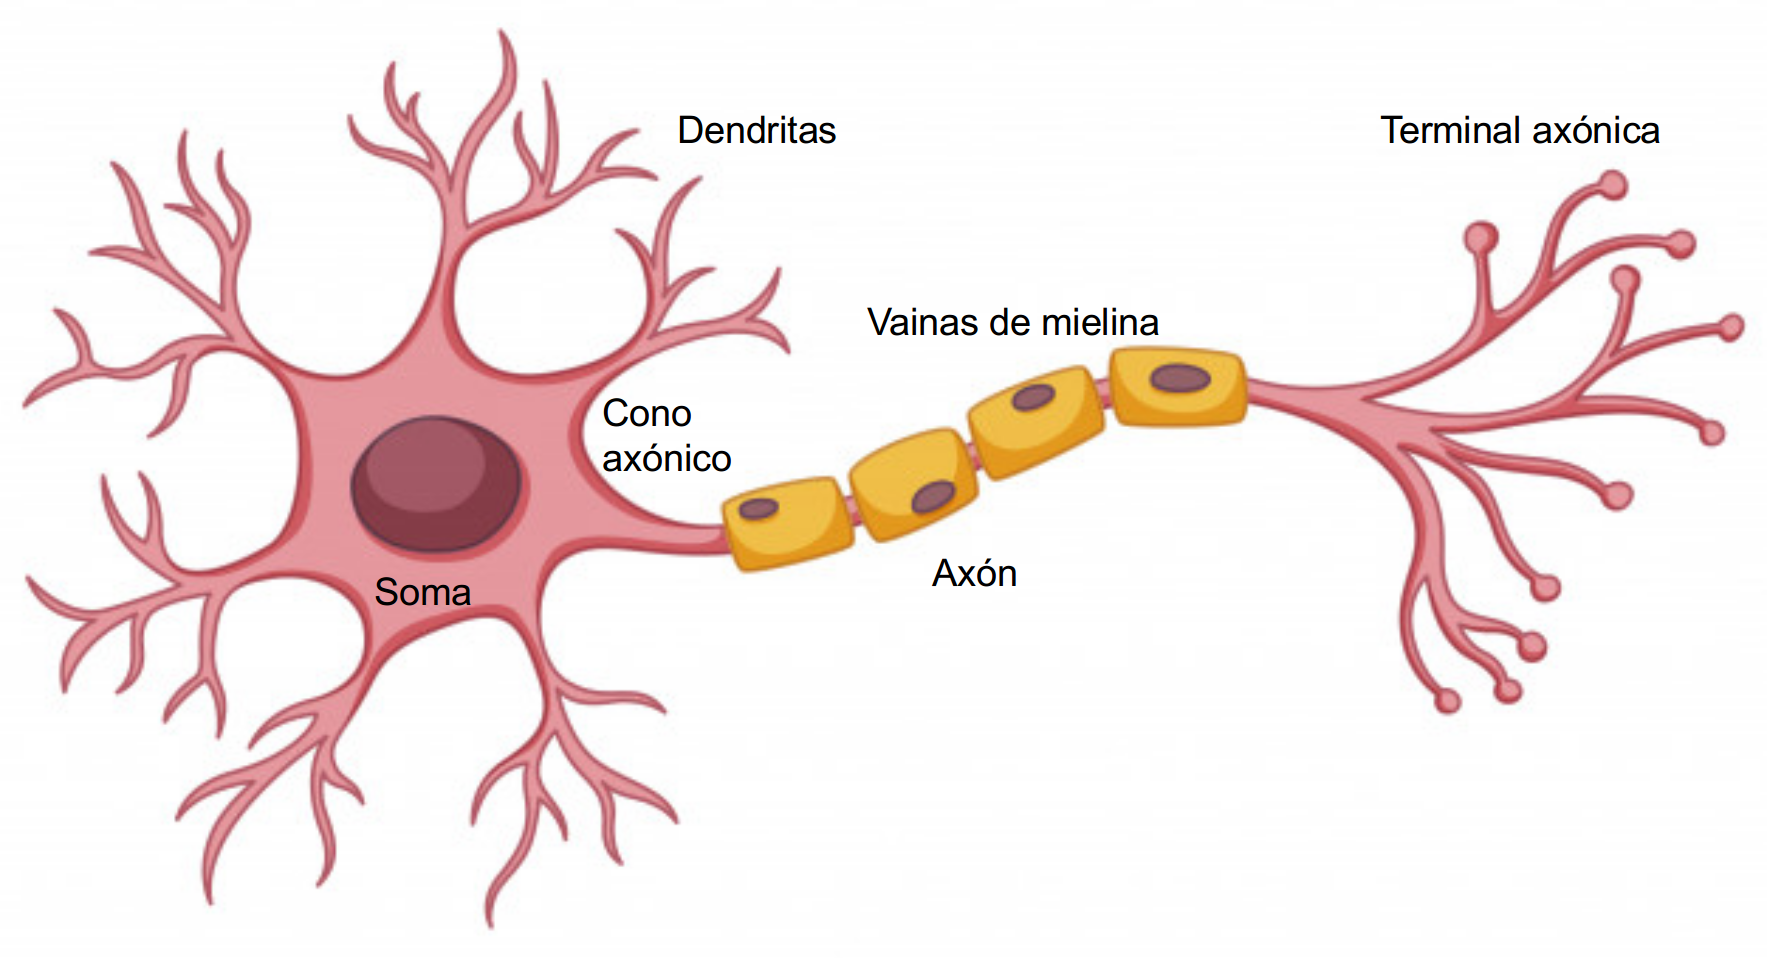 Dendritas
Terminal axónica
Vainas de mielina
Cono
axónico
Axón
Soma